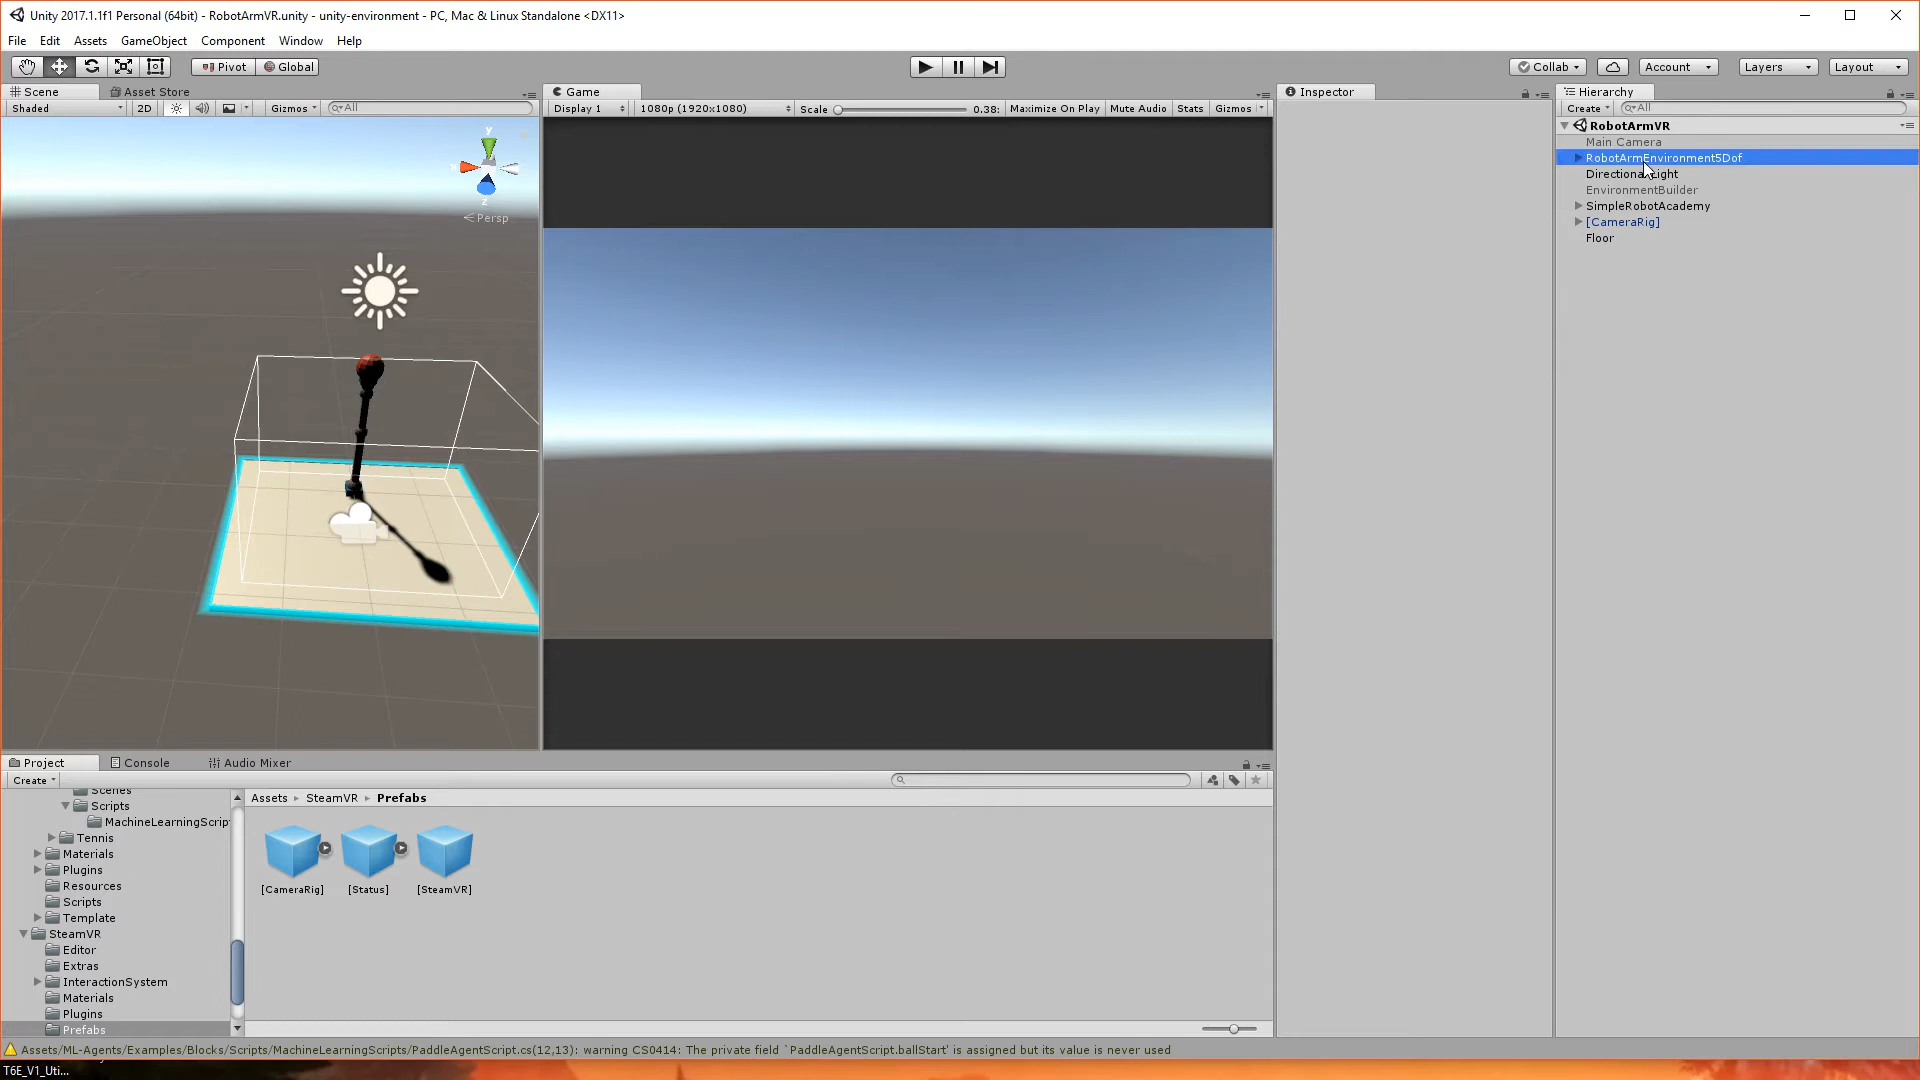 Unity 2017.1.1f1 Personal (64bit) - RobotArmVR.unity - unity-environment - PC, Mac & Linux Standalone <DX11>
File Edit Assets GameObject Component Window Help
Pivot Global Collab Account Layers Layout
Scene Asset Store Game Inspector Hierarchy
Shaded 2D Gizmos All Display 1 1080p (1920x1080) Scale 0.38: Maximize On Play Mute Audio Stats Gizmos Create All
RobotArmVR
Main Camera
RobotArmEnvironment5Dof
Directional Light
EnvironmentBuilder
SimpleRobotAcademy
[CameraRig]
Floor
y
z
Persp
Project Console Audio Mixer
Create
Scenes
Scripts
MachineLearningScrip
Tennis
Materials
Plugins
Resources
Scripts
Template
SteamVR
Editor
Extras
InteractionSystem
Materials
Plugins
Prefabs
Assets SteamVR Prefabs
[CameraRig] [Status] [SteamVR]
Assets/ML-Agents/Examples/Blocks/Scripts/MachineLearningScripts/PaddleAgentScript.cs(12,13): warning CS0414: The private field `PaddleAgentScript.ballStart' is assigned but its value is never used
T6E_V1_Uti...